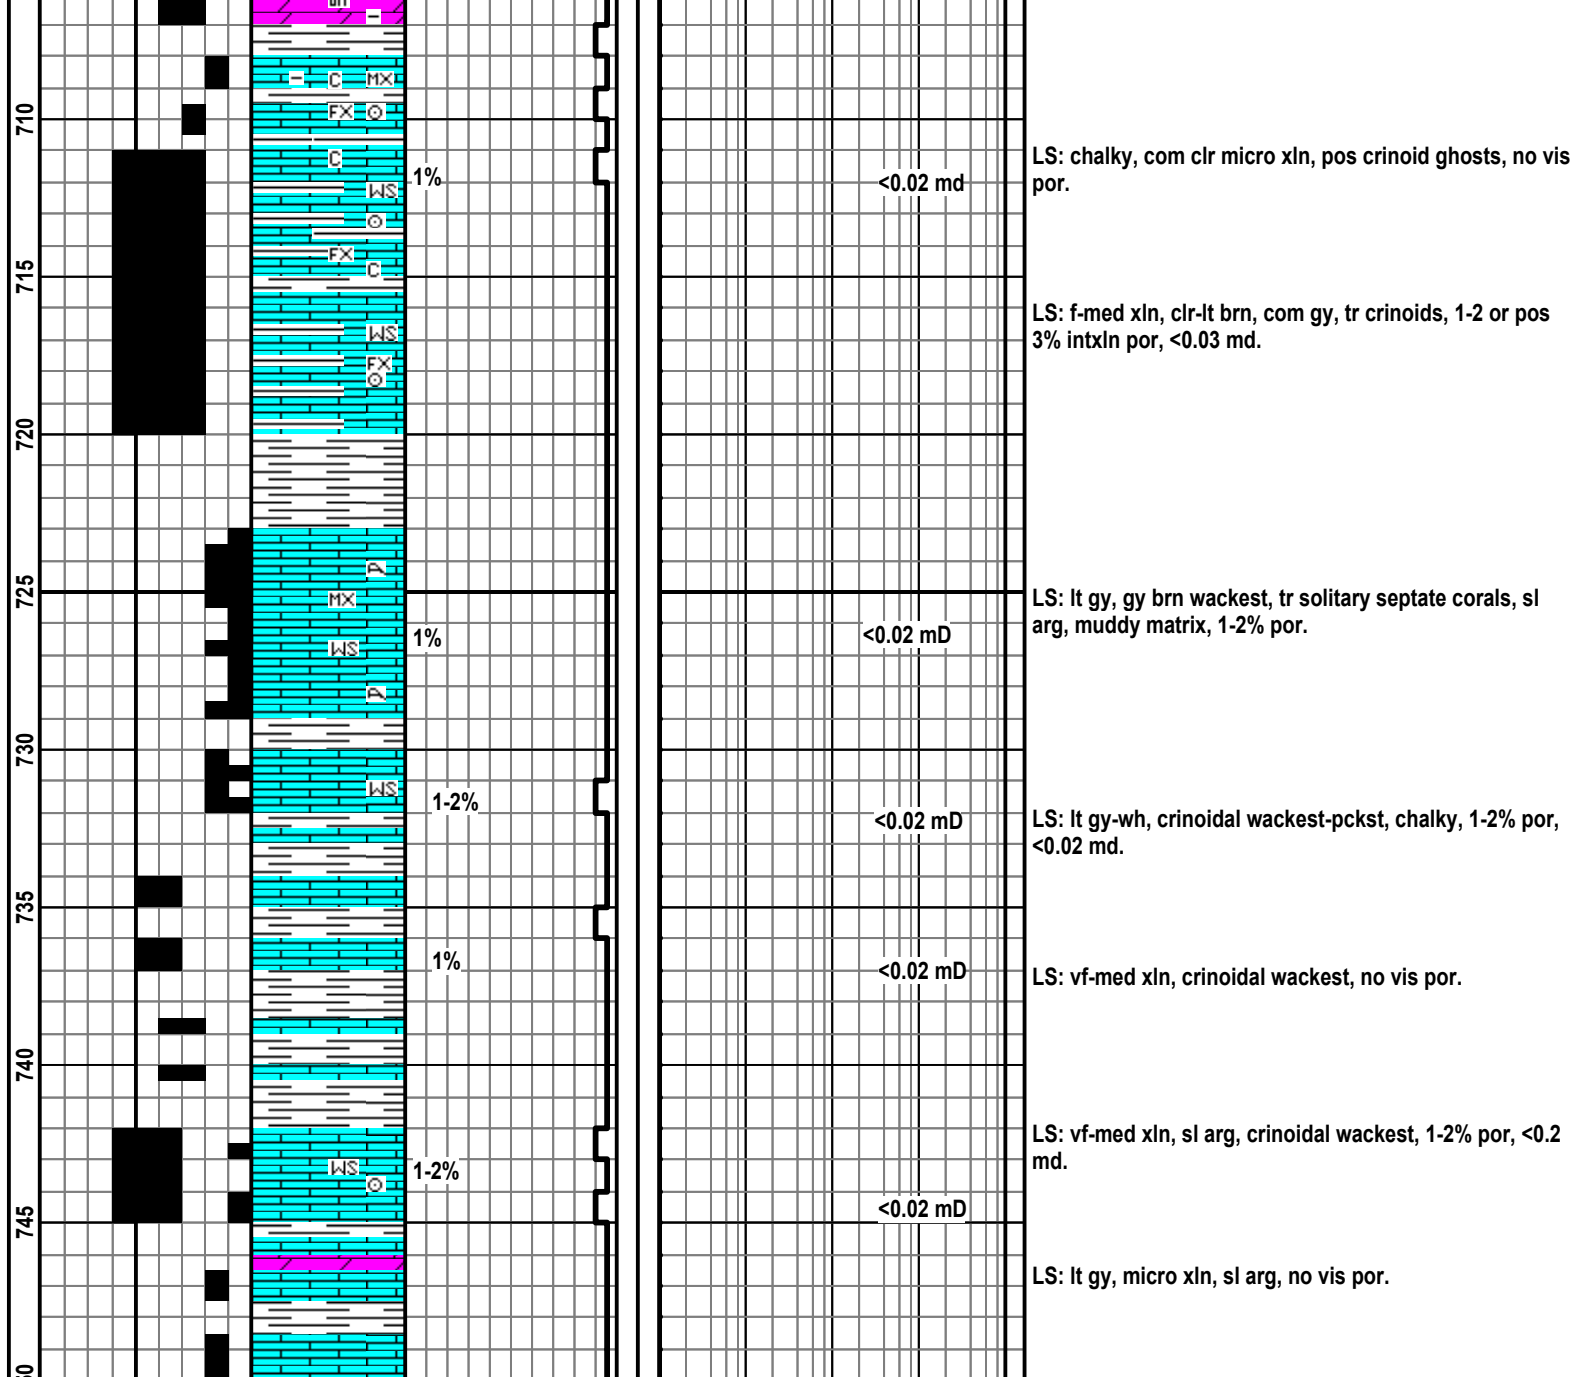 C MX
710
FX
LS: chalky, com clr micro xln, pos crinoid ghosts, no vis
por.
C
1%
<0.02 md
WS
FX
C
715
LS: f-med xln, clr-lt brn, com gy, tr crinoids, 1-2 or pos
3% intxln por, <0.03 md.
WS
FX
720
725
LS: lt gy, gy brn wackest, tr solitary septate corals, sl
arg, muddy matrix, 1-2% por.
MX
1%
<0.02 mD
WS
730
WS
1-2%
<0.02 mD
LS: lt gy-wh, crinoidal wackest-pckst, chalky, 1-2% por,
<0.02 md.
735
1%
<0.02 mD
LS: vf-med xln, crinoidal wackest, no vis por.
740
LS: vf-med xln, sl arg, crinoidal wackest, 1-2% por, <0.2
md.
WS
1-2%
<0.02 mD
745
LS: lt gy, micro xln, sl arg, no vis por.